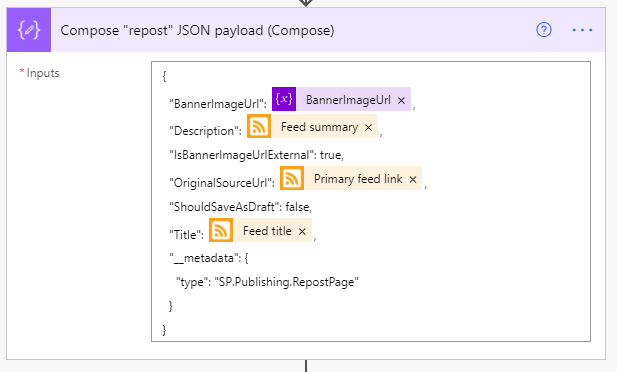 Compose "repost" JSON payload (Compose)
* Inputs
{
"BannerImageUrl": {x} BannerImageUrl × ,
"Description": Feed summary × ,
"IsBannerImageUrlExternal": true,
"OriginalSourceUrl": Primary feed link × ,
"ShouldSaveAsDraft": false,
"Title": Feed title × ,
"__metadata": {
"type": "SP.Publishing.RepostPage"
}
}